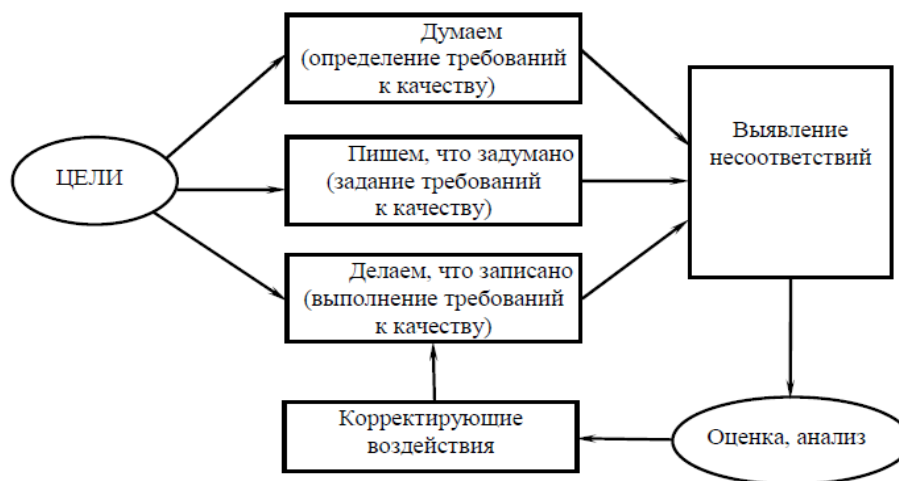 Думаем
(определение требований
к качеству)
ЦЕЛИ
Пишем, что задумано
(задание требований
к качеству)
Делаем, что записано
(выполнение требований
к качеству)
Выявление
несоответствий
Корректирующие
воздействия
Оценка, анализ